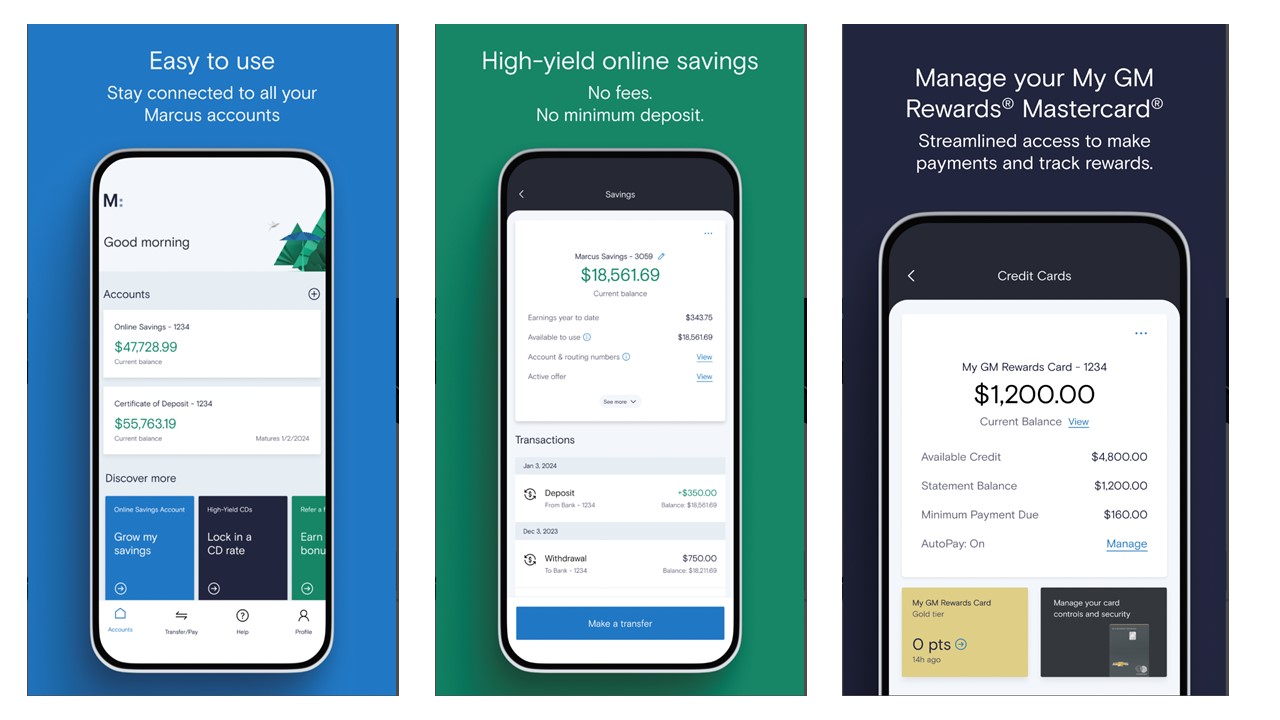 Easy to use
Stay connected to all your
Marcus accounts
M:
Good morning
Accounts
Online Savings - 1234
$47,728.99
Current balance
Certificate of Deposit - 1234
$55,763.19
Current balance Matures 1/2/2024
Discover more
Online Savings Account
Grow my
savings
High-Yield CDs
Lock in a
CD rate
Refer a f
Earn
bonu
Accounts Transfer/Pay Help Profile
High-yield online savings
No fees.
No minimum deposit.
Savings
Marcus Savings - 3059
$18,561.69
Current balance
Earnings year to date $343.75
Available to use $18,561.69
Account & routing numbers View
Active offer View
See more
Transactions
Jan 3, 2024
Deposit +$350.00
From Bank - 1234 Balance: $18,561.69
Dec 3, 2023
Withdrawal $750.00
To Bank - 1234 Balance: $18,211.69
Make a transfer
Manage your My GM
Rewards® Mastercard®
Streamlined access to make
payments and track rewards.
Credit Cards
My GM Rewards Card - 1234
$1,200.00
Current Balance View
Available Credit $4,800.00
Statement Balance $1,200.00
Minimum Payment Due $160.00
AutoPay: On Manage
My GM Rewards Card
Gold tier
0 pts
14h ago
Manage your card
controls and security